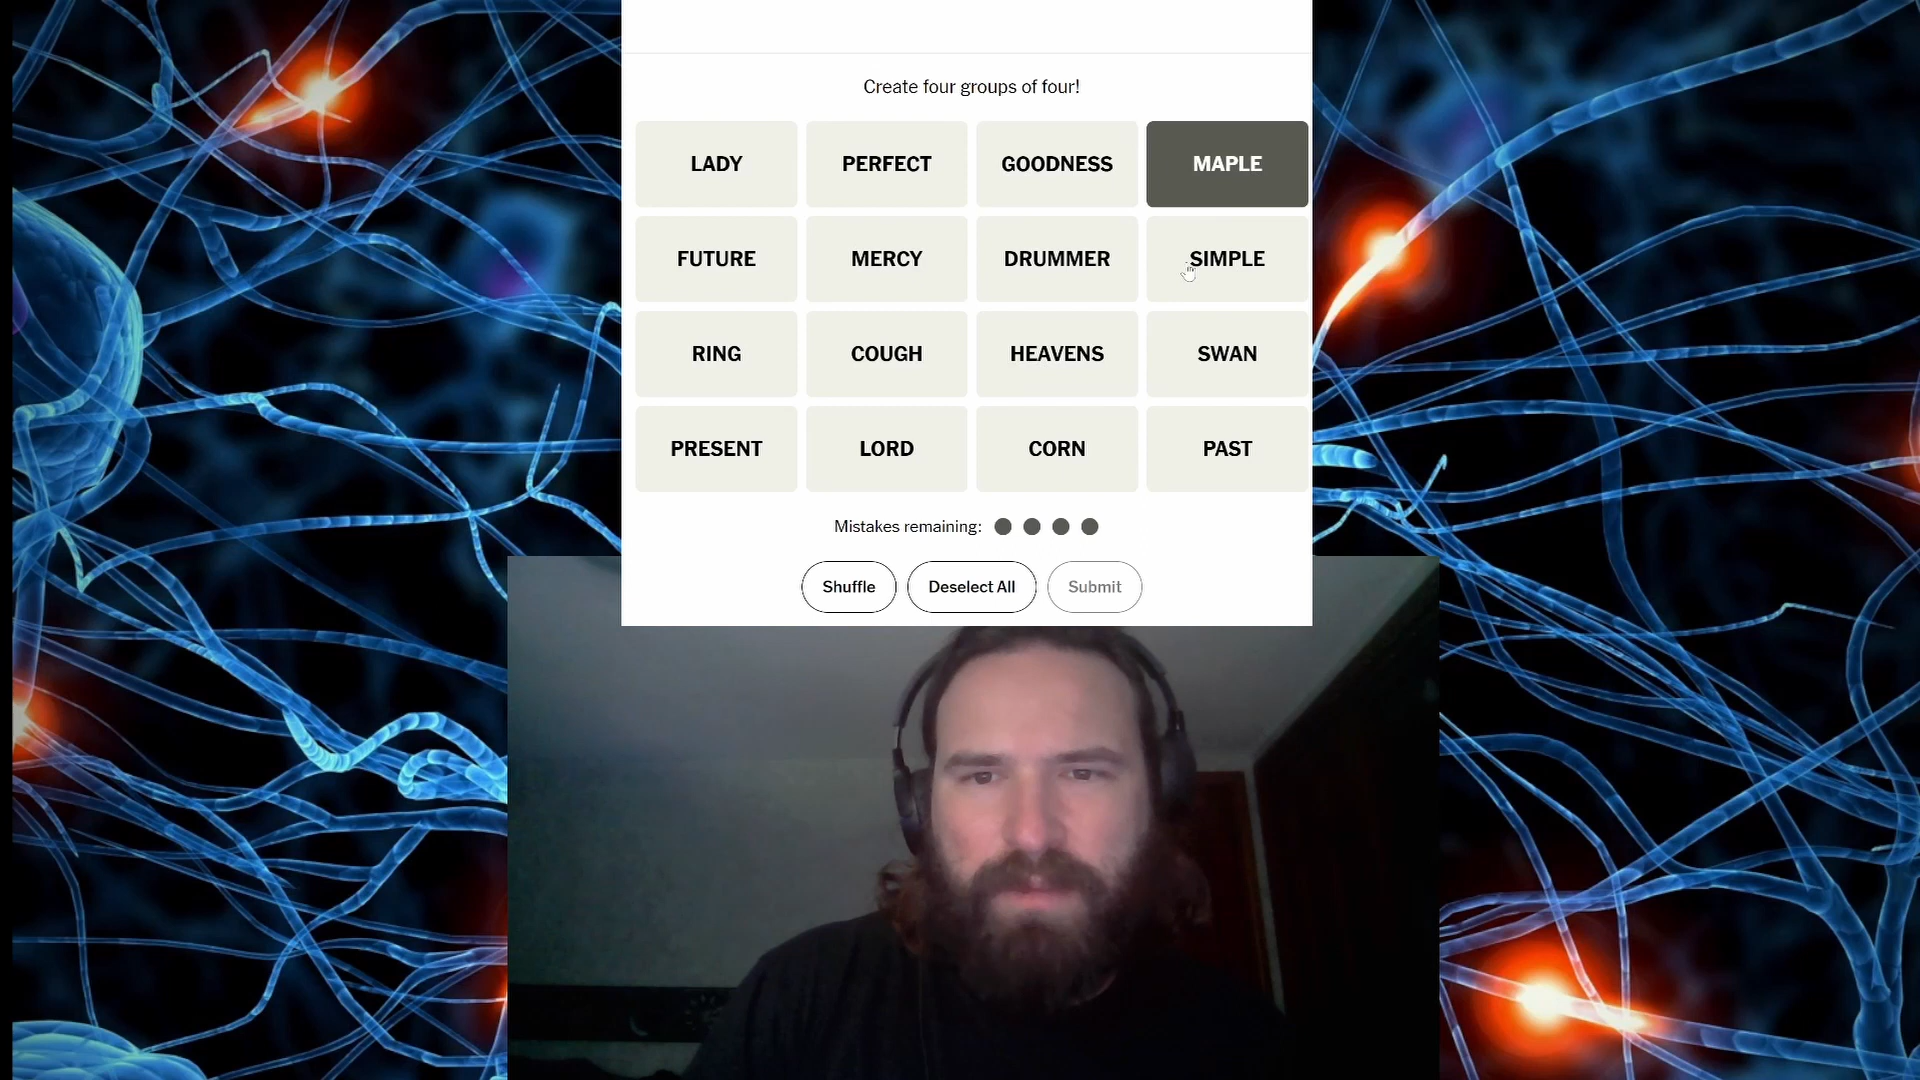 Create four groups of four!
LADY PERFECT GOODNESS MAPLE
FUTURE MERCY DRUMMER SIMPLE
RING COUGH HEAVENS SWAN
PRESENT LORD CORN PAST
Mistakes remaining:
Shuffle Deselect All Submit